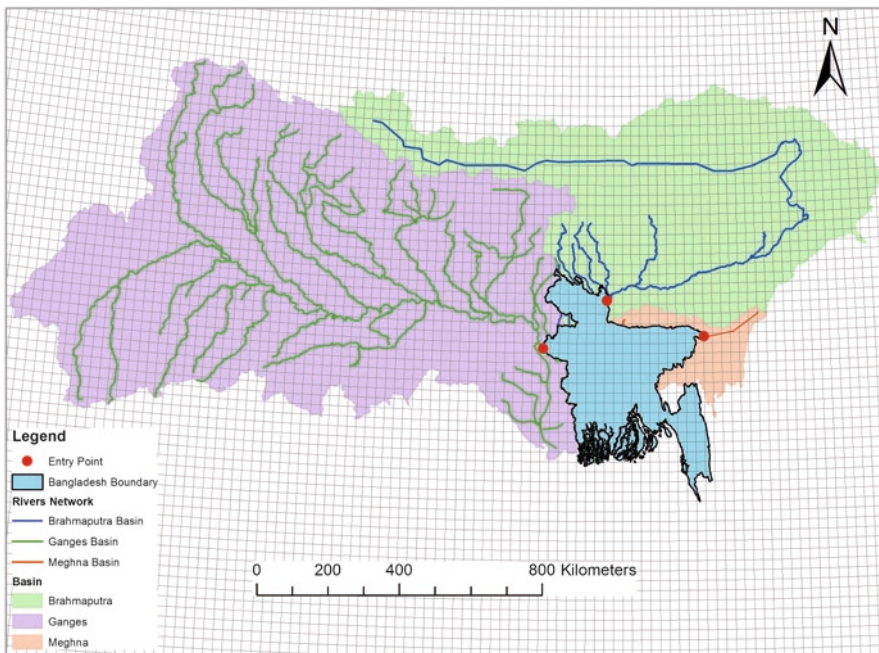 N
Legend
Entry Point
Bangladesh Boundary
Rivers Network
Brahmaputra Basin
Ganges Basin
Meghna Basin
Basin
Brahmaputra
Ganges
Meghna
0 200 400 800 Kilometers